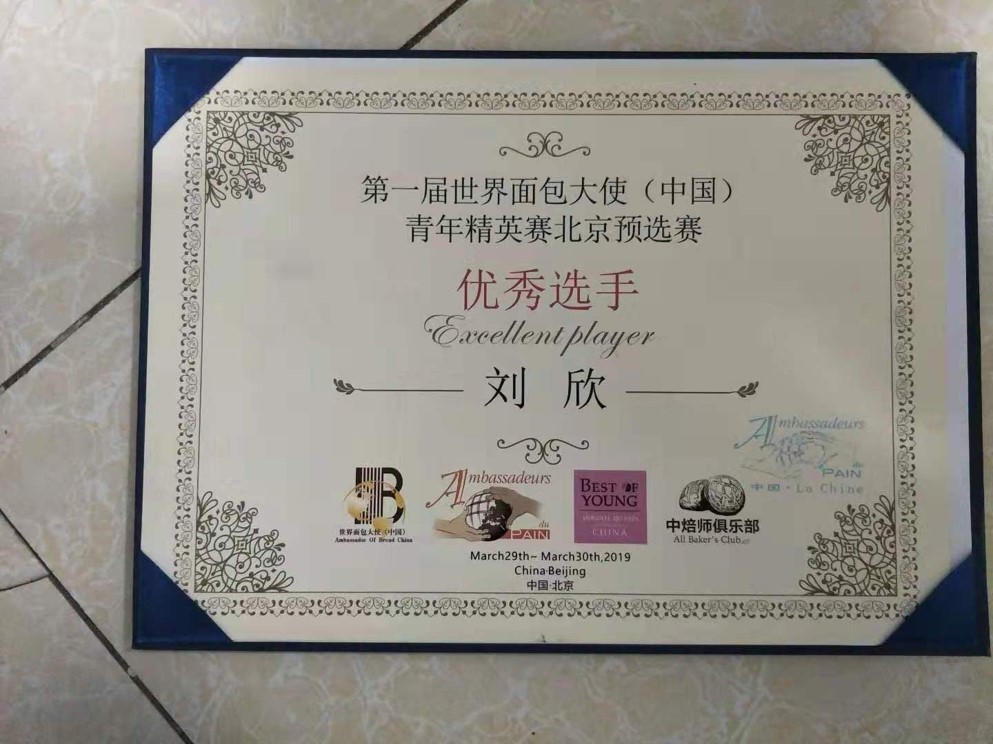 第一届世界面包大使（中国）
青年精英赛北京预选赛
优秀选手
Excellent player
刘 欣
Ambassadeurs
du
PAIN
中国·La Chine
B
世界面包大使（中国）
Ambassador Of Bread China
Ambassadeurs
du
PAIN
BEST OF
YOUNG
CHINA
中焙师俱乐部
All Baker's Club
March29th~ March30th,2019
China·Beijing
中国·北京